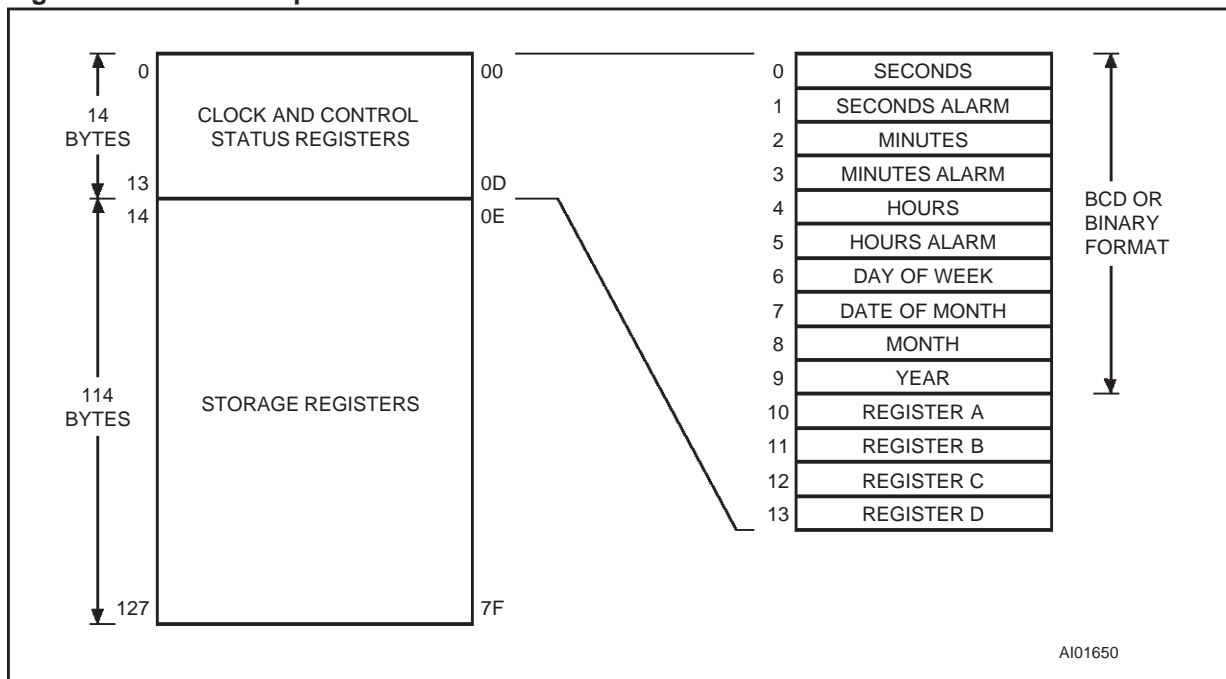 0
00
14
BYTES
CLOCK AND CONTROL
STATUS REGISTERS
13
0D
14
0E
114
BYTES
STORAGE REGISTERS
127
7F
0 SECONDS
1 SECONDS ALARM
2 MINUTES
3 MINUTES ALARM
4 HOURS
5 HOURS ALARM
6 DAY OF WEEK
7 DATE OF MONTH
8 MONTH
9 YEAR
10 REGISTER A
11 REGISTER B
12 REGISTER C
13 REGISTER D
BCD OR
BINARY
FORMAT
AI01650